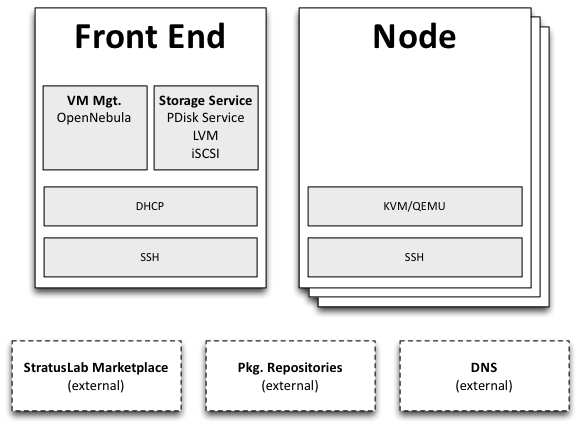 Front End
VM Mgt.
OpenNebula
Storage Service
PDisk Service
LVM
iSCSI
DHCP
SSH
Node
KVM/QEMU
SSH
StratusLab Marketplace
(external)
Pkg. Repositories
(external)
DNS
(external)